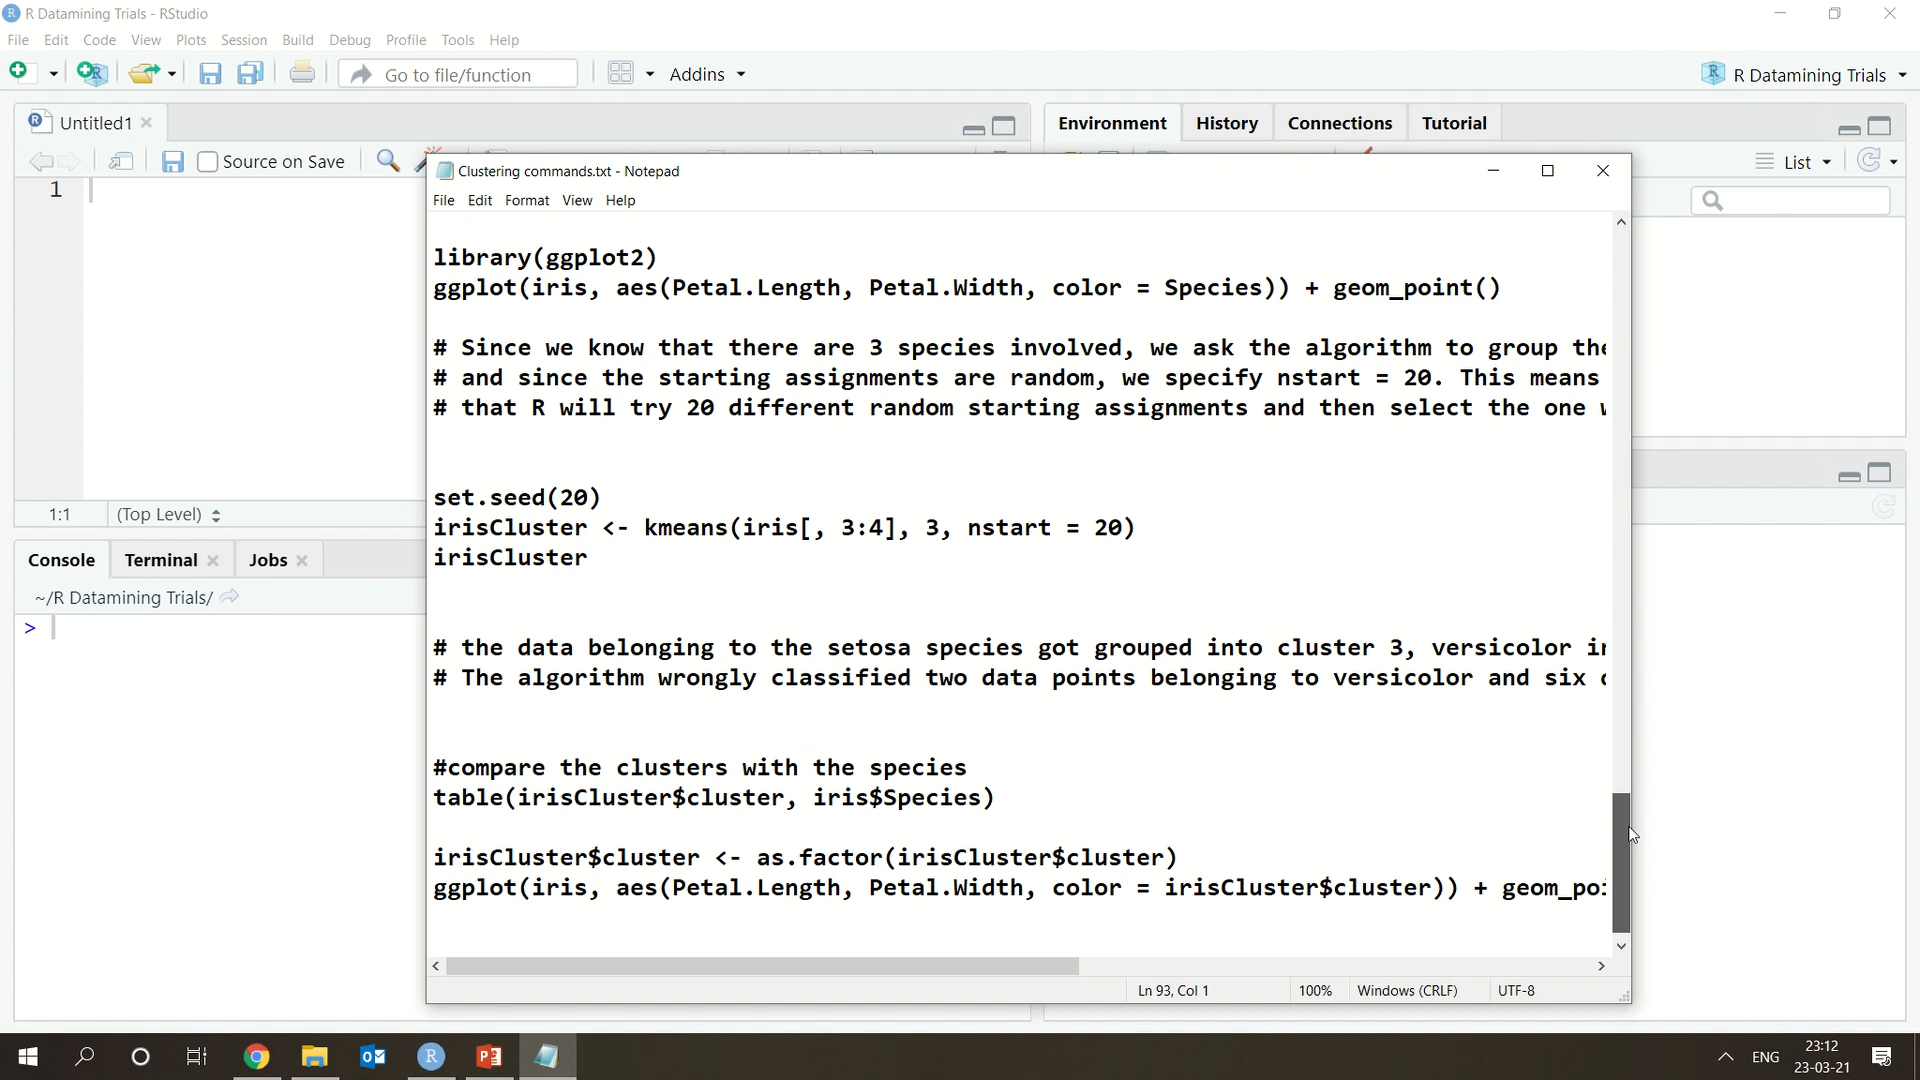 R Datamining Trials - RStudio
File Edit Code View Plots Session Build Debug Profile Tools Help
Go to file/function
Addins
R Datamining Trials
Untitled1
Environment History Connections Tutorial
Source on Save
List
1
Clustering commands.txt - Notepad
File Edit Format View Help
library(ggplot2)
ggplot(iris, aes(Petal.Length, Petal.Width, color = Species)) + geom_point()
# Since we know that there are 3 species involved, we ask the algorithm to group the
# and since the starting assignments are random, we specify nstart = 20. This means
# that R will try 20 different random starting assignments and then select the one
set.seed(20)
irisCluster <- kmeans(iris[, 3:4], 3, nstart = 20)
irisCluster
# the data belonging to the setosa species got grouped into cluster 3, versicolor
# The algorithm wrongly classified two data points belonging to versicolor and six
#compare the clusters with the species
table(irisCluster$cluster, iris$Species)
irisCluster$cluster <- as.factor(irisCluster$cluster)
ggplot(iris, aes(Petal.Length, Petal.Width, color = irisCluster$cluster)) + geom_poi
Ln 93, Col 1 100% Windows (CRLF) UTF-8
1:1 (Top Level)
Console Terminal Jobs
~/R Datamining Trials/
>
ENG
23:12
23-03-21